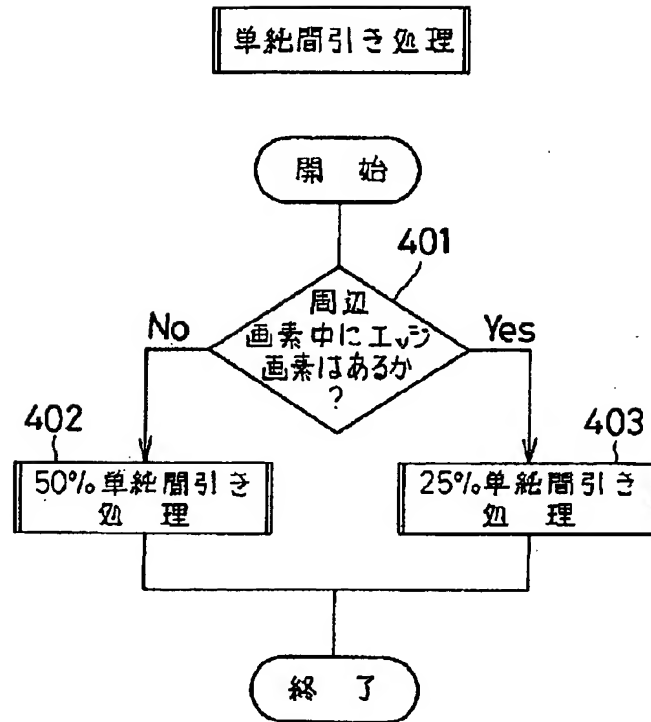 単純間引き処理
開 始
401
周辺
画素中にエッジ
画素はあるか
?
No
Yes
402
50%単純間引き
処 理
403
25%単純間引き
処 理
終 了